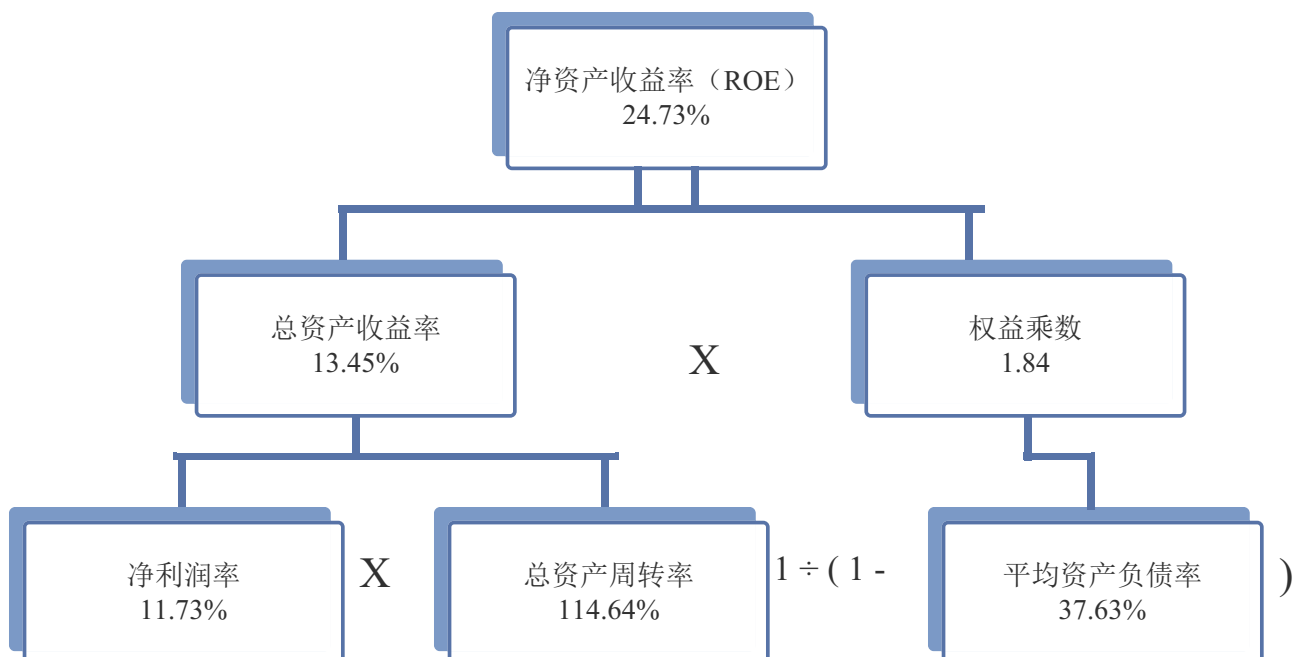 净资产收益率（ROE）
24.73%
总资产收益率
13.45%
X
权益乘数
1.84
净利润率
11.73%
X
总资产周转率
114.64%
1 ÷ ( 1 -
平均资产负债率
37.63%
)